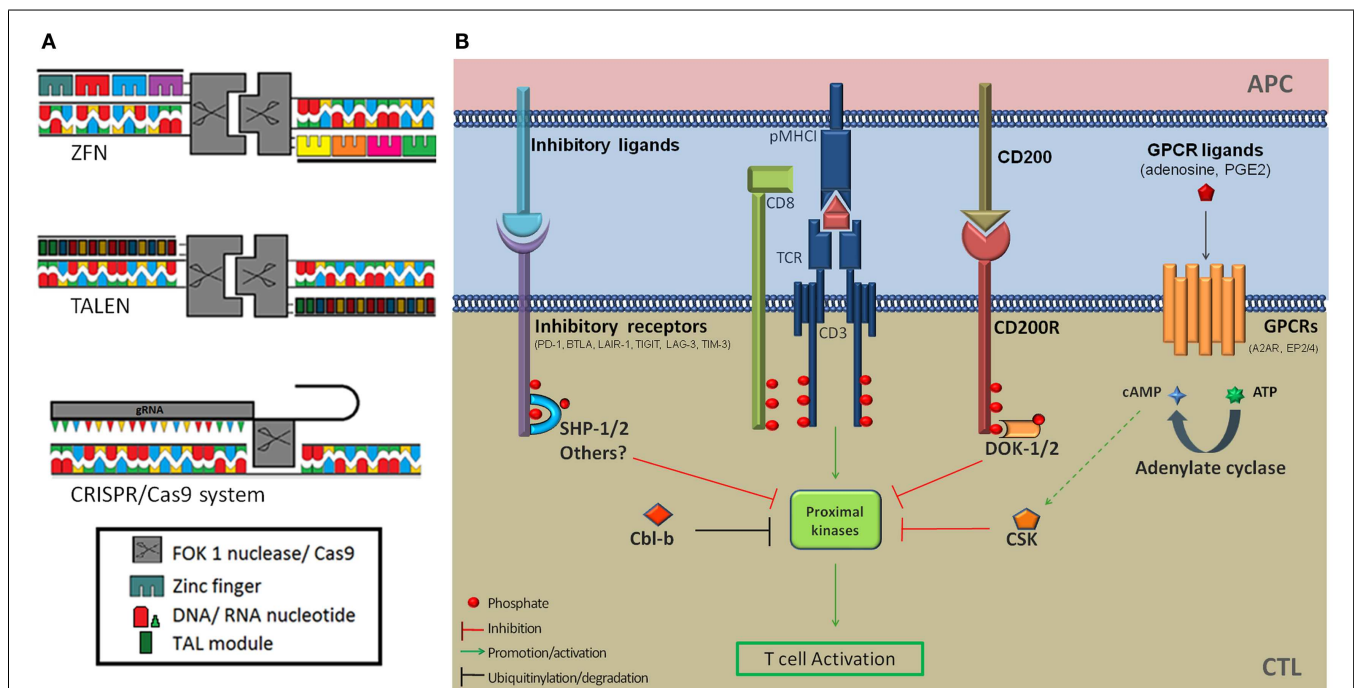 A
ZFN
TALEN
gRNA
CRISPR/Cas9 system
FOK 1 nuclease/ Cas9
Zinc finger
DNA/ RNA nucleotide
TAL module
B
APC
pMHCI
Inhibitory ligands
CD8
CD200
GPCR ligands
(adenosine, PGE2)
TCR
Inhibitory receptors
(PD-1, BTLA, LAIR-1, TIGIT, LAG-3, TIM-3)
CD3
CD200R
GPCRs
(A2AR, EP2/4)
cAMP
ATP
SHP-1/2
Others?
DOK-1/2
Adenylate cyclase
Proximal
kinases
Cbl-b
CSK
Phosphate
Inhibition
Promotion/activation
Ubiquitinylation/degradation
T cell Activation
CTL